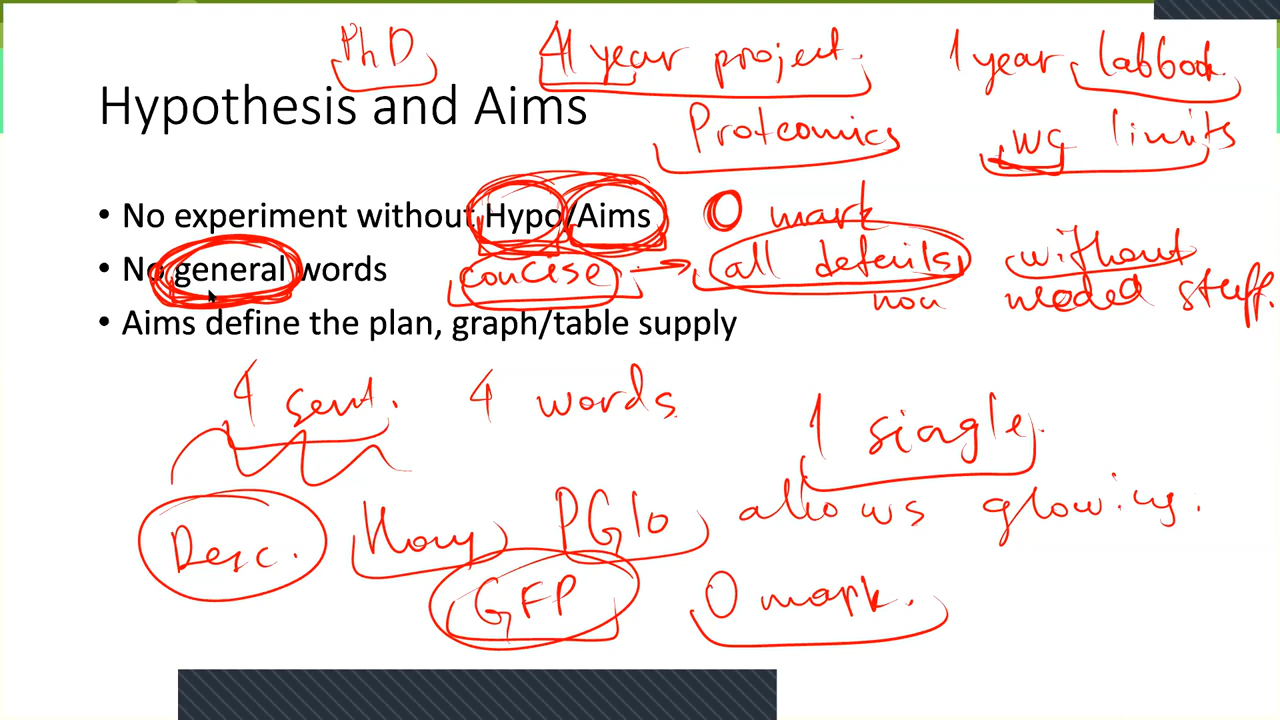 PhD 4 year project. 1 year labbook
Hypothesis and Aims
Proteomics
wc limits
• No experiment without Hypo/Aims 0 mark
• No general words
concise → all details without
non needed stuff.
• Aims define the plan, graph/table supply
4 sent. 4 words
1 single.
Desc. How PGlo allows glowing.
GFP 0 mark.